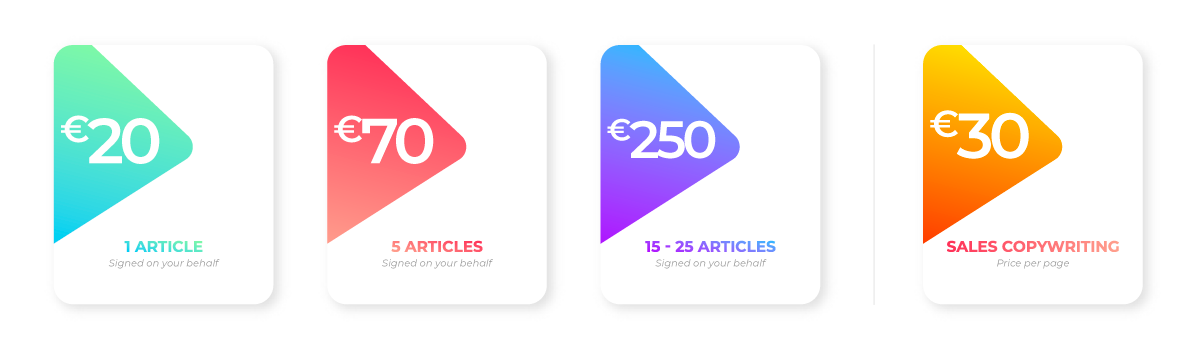 €20
1 ARTICLE
Signed on your behalf
€70
5 ARTICLES
Signed on your behalf
€250
15 - 25 ARTICLES
Signed on your behalf
€30
SALES COPYWRITING
Price per page